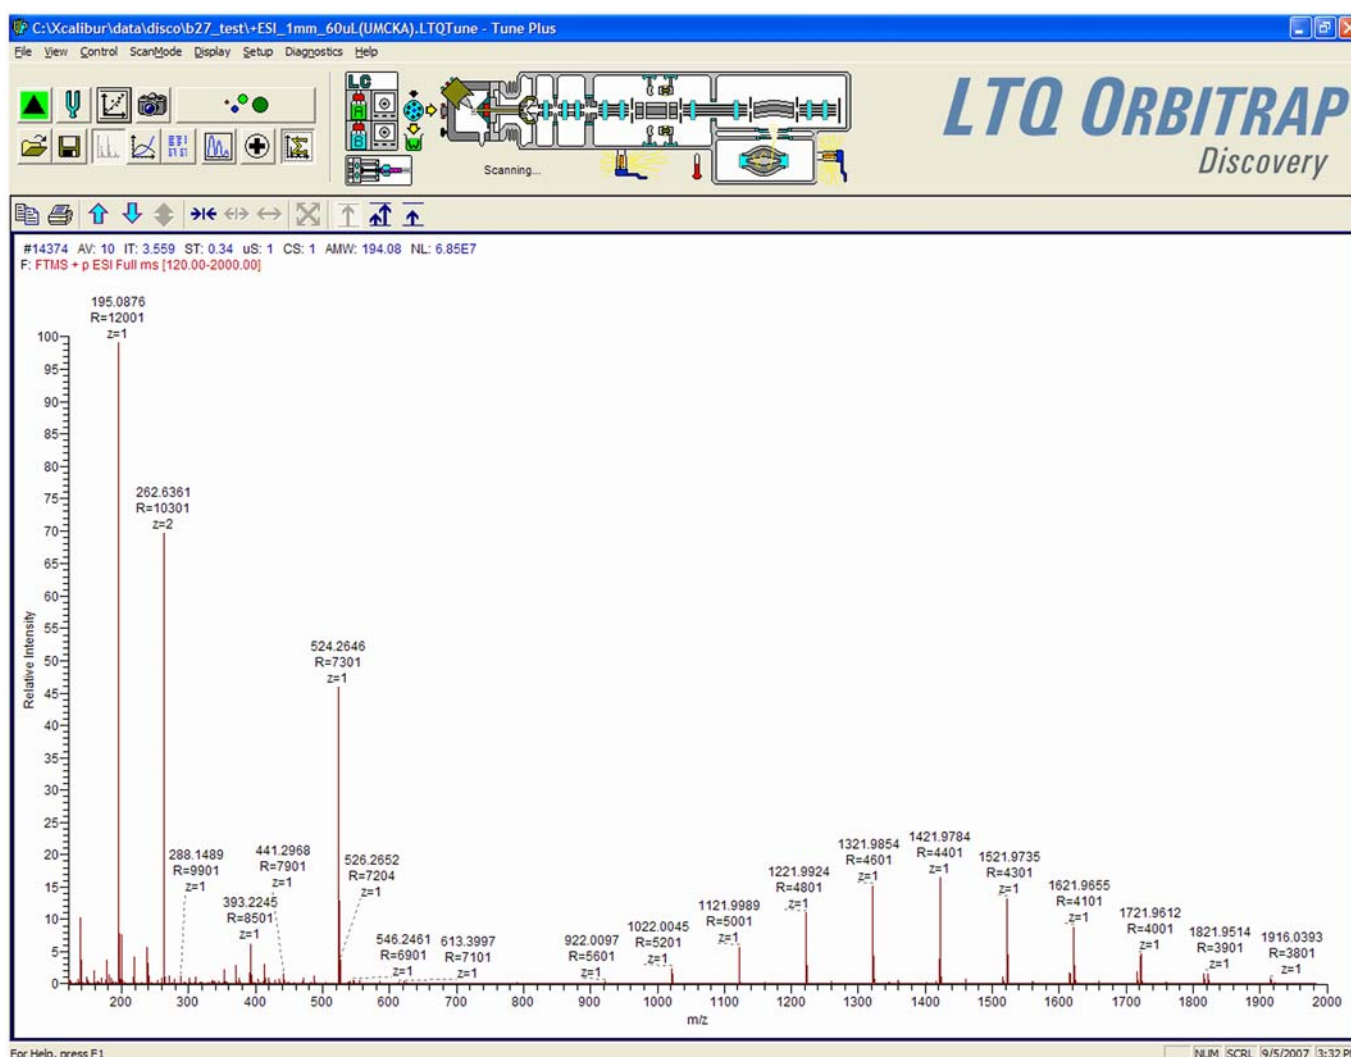 C:\Xcalibur\data\disco\b27_test\+ESI_1mm_60uL(UMCKA).LTQTune - Tune Plus
File View Control ScanMode Display Setup Diagnostics Help
LC
A
B
Scanning...
LTQ ORBITRAP
Discovery
#14374 AV: 10 IT: 3.559 ST: 0.34 uS: 1 CS: 1 AMW: 194.08 NL: 6.85E7
F: FTMS + p ESI Full ms [120.00-2000.00]
195.0876
R=12001
z=1
262.6361
R=10301
z=2
524.2646
R=7301
z=1
288.1489
R=9901
z=1
393.2245
R=8501
z=1
441.2968
R=7901
z=1
526.2652
R=7204
z=1
546.2461
R=6901
z=1
613.3997
R=7101
z=1
922.0097
R=5601
z=1
1022.0045
R=5201
z=1
1121.9989
R=5001
z=1
1221.9924
R=4801
z=1
1321.9854
R=4601
z=1
1421.9784
R=4401
z=1
1521.9735
R=4301
z=1
1621.9655
R=4101
z=1
1721.9612
R=4001
z=1
1821.9514
R=3901
z=1
1916.0393
R=3801
z=1
100
95
90
85
80
75
70
65
60
55
50
45
40
35
30
25
20
15
10
5
0
Relative Intensity
200 300 400 500 600 700 800 900 1000 1100 1200 1300 1400 1500 1600 1700 1800 1900 2000
m/z
For Help, press F1
NUM SCRL 9/5/2007 3:32 P